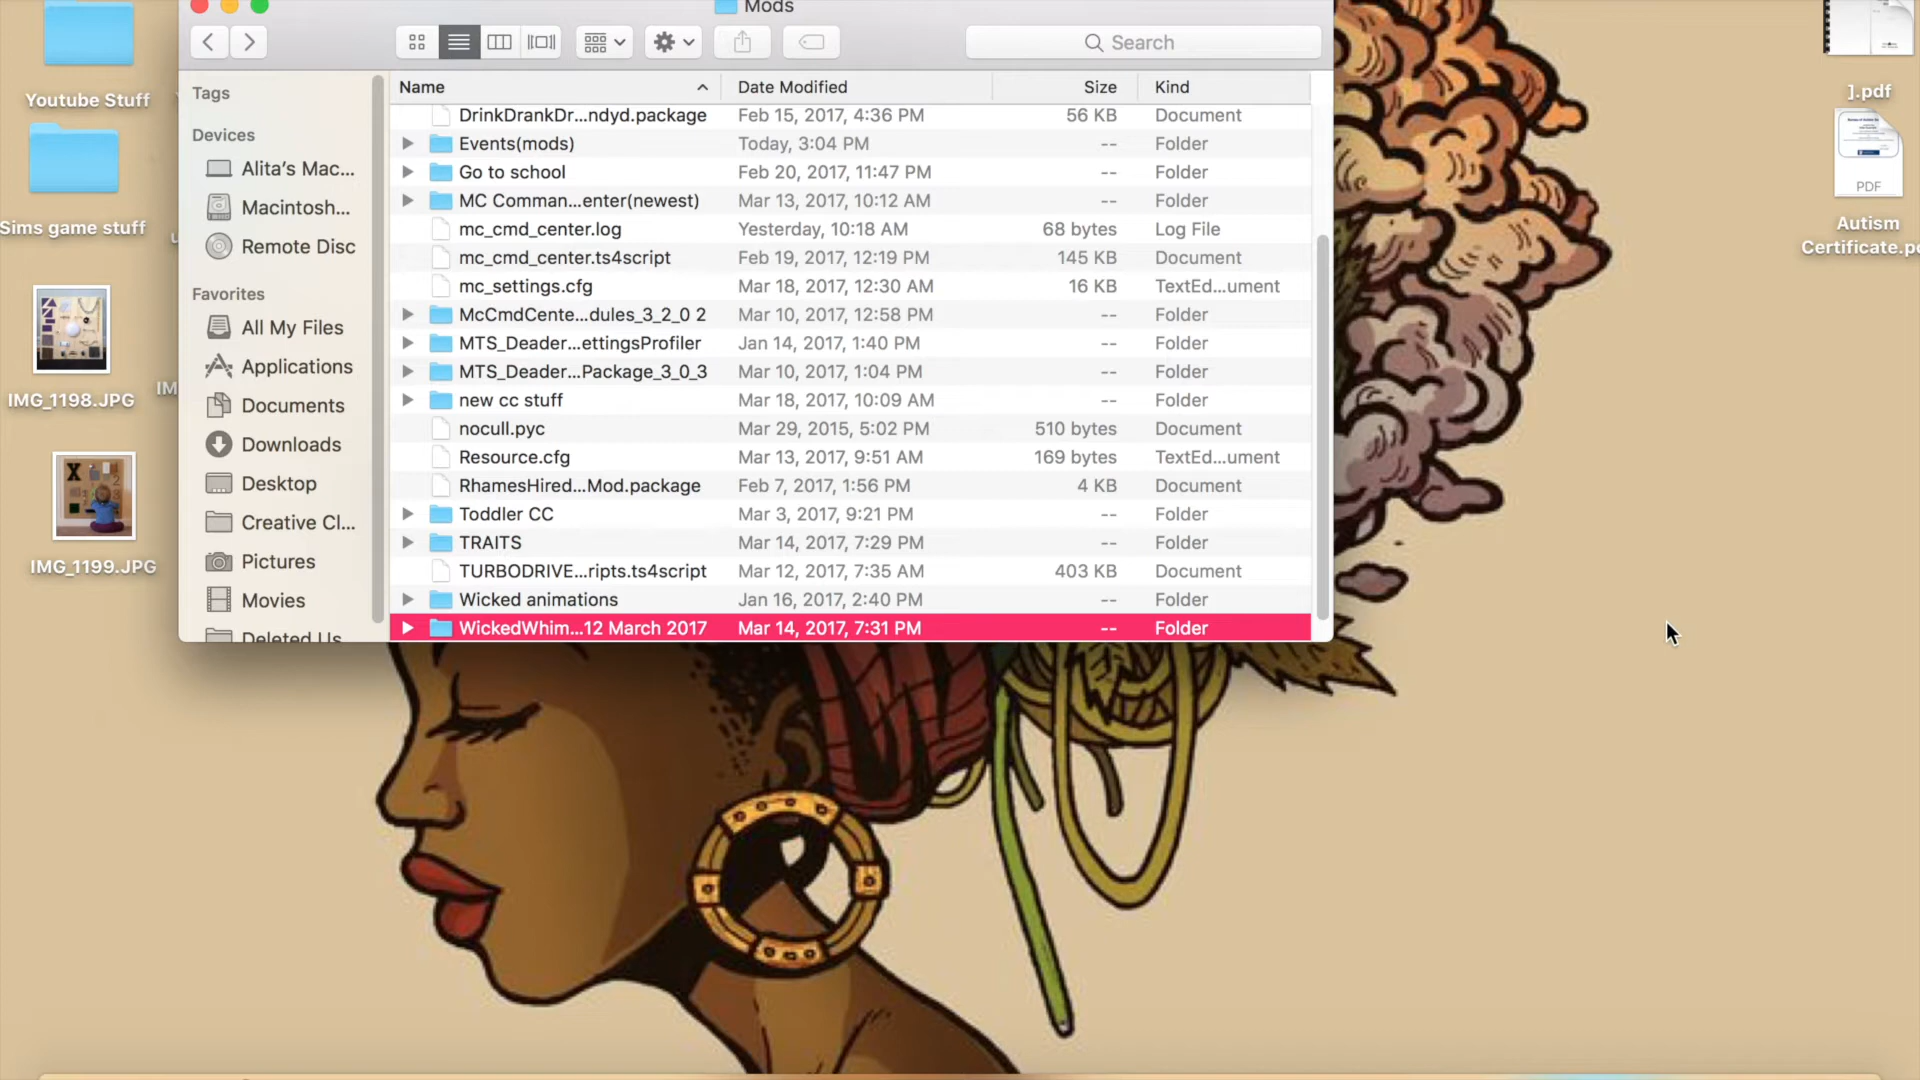 Mods
Search
Name Date Modified Size Kind
DrinkDrankDr...ndyd.package Feb 15, 2017, 4:36 PM 56 KB Document
Events(mods) Today, 3:04 PM -- Folder
Go to school Feb 20, 2017, 11:47 PM -- Folder
MC Comman...enter(newest) Mar 13, 2017, 10:12 AM -- Folder
mc_cmd_center.log Yesterday, 10:18 AM 68 bytes Log File
mc_cmd_center.ts4script Feb 19, 2017, 12:19 PM 145 KB Document
mc_settings.cfg Mar 18, 2017, 12:30 AM 16 KB TextEd...ument
McCmdCente...dules_3_2_0 2 Mar 10, 2017, 12:58 PM -- Folder
MTS_Deader...ettingsProfiler Jan 14, 2017, 1:40 PM -- Folder
MTS_Deader...Package_3_0_3 Mar 10, 2017, 1:04 PM -- Folder
new cc stuff Mar 18, 2017, 10:09 AM -- Folder
nocull.pyc Mar 29, 2015, 5:02 PM 510 bytes Document
Resource.cfg Mar 13, 2017, 9:51 AM 169 bytes TextEd...ument
RhamesHired...Mod.package Feb 7, 2017, 1:56 PM 4 KB Document
Toddler CC Mar 3, 2017, 9:21 PM -- Folder
TRAITS Mar 14, 2017, 7:29 PM -- Folder
TURBODRIVE...ripts.ts4script Mar 12, 2017, 7:35 AM 403 KB Document
Wicked animations Jan 16, 2017, 2:40 PM -- Folder
WickedWhim...12 March 2017 Mar 14, 2017, 7:31 PM -- Folder
Tags
Devices
Alita's Mac...
Macintosh...
Remote Disc
Favorites
All My Files
Applications
Documents
Downloads
Desktop
Creative Cl...
Pictures
Movies
Deleted Us
Youtube Stuff
Sims game stuff
IMG_1198.JPG
IM
IMG_1199.JPG
].pdf
PDF
Autism
Certificate.pd